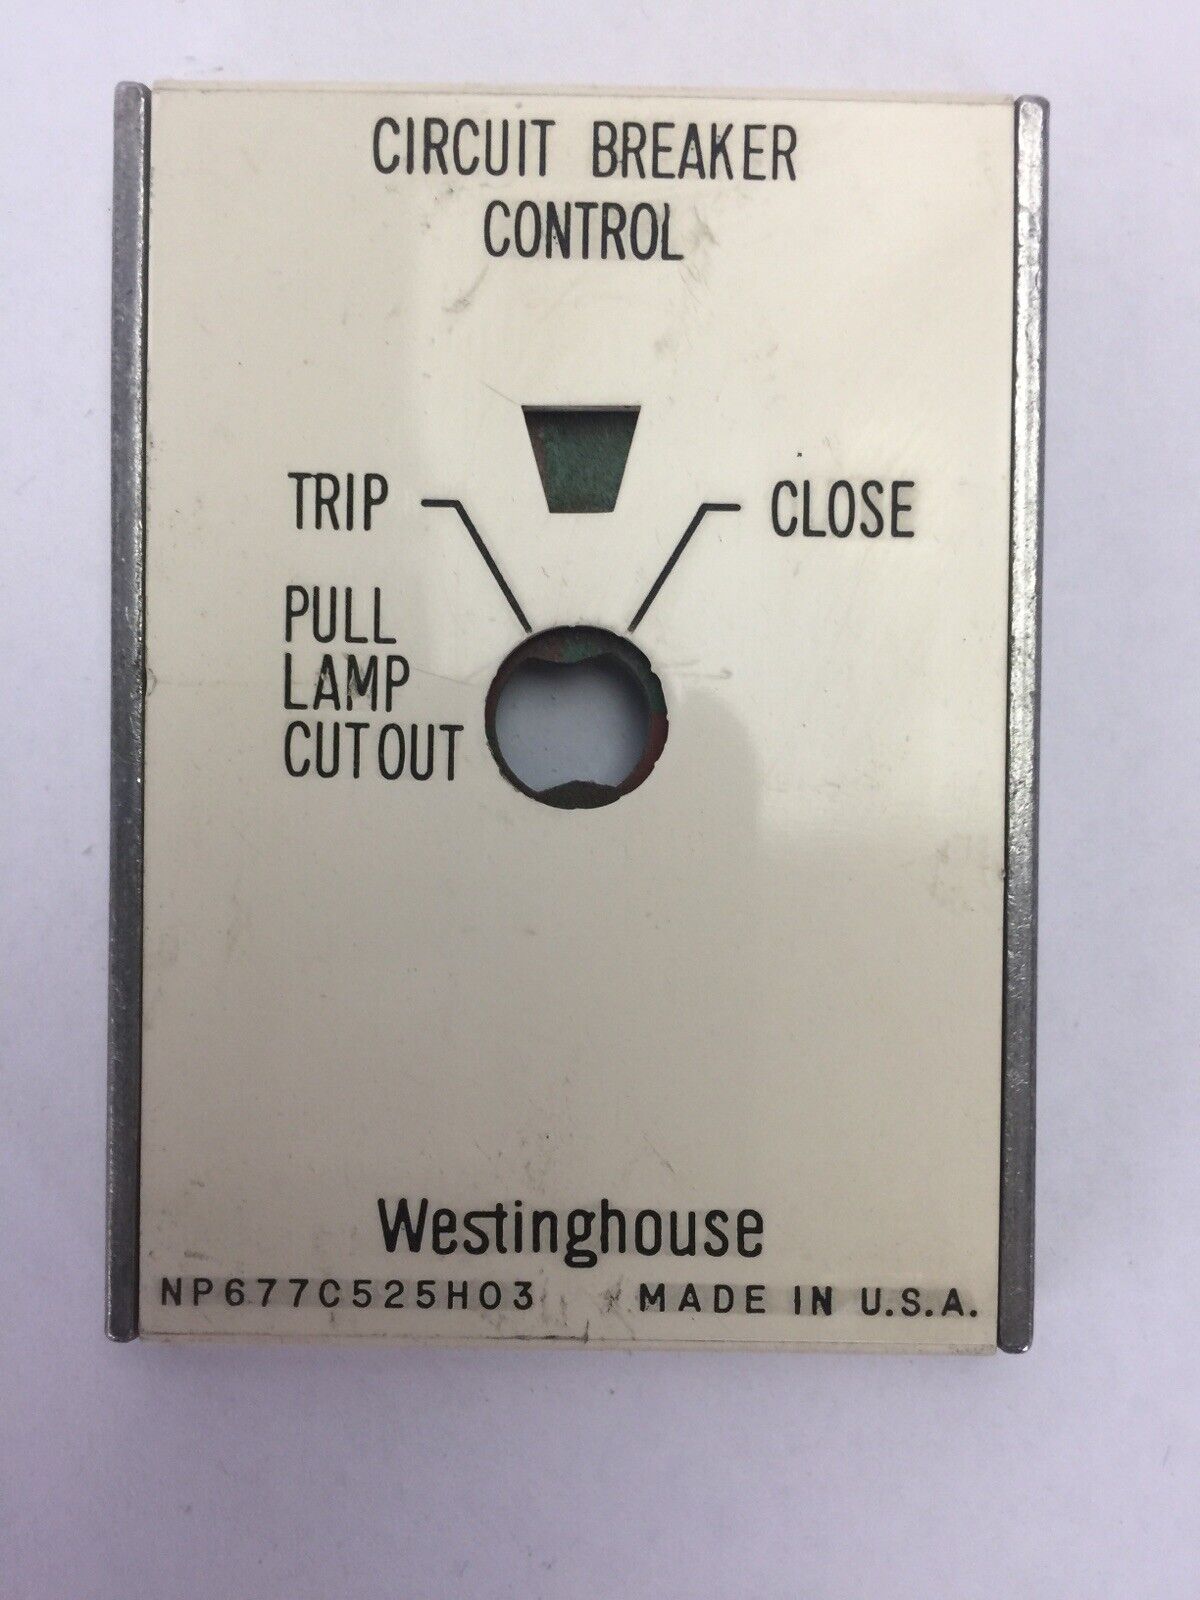 CIRCUIT BREAKER
CONTROL
TRIP
CLOSE
PULL
LAMP
CUTOUT
Westinghouse
NP677C525H03 MADE IN U.S.A.